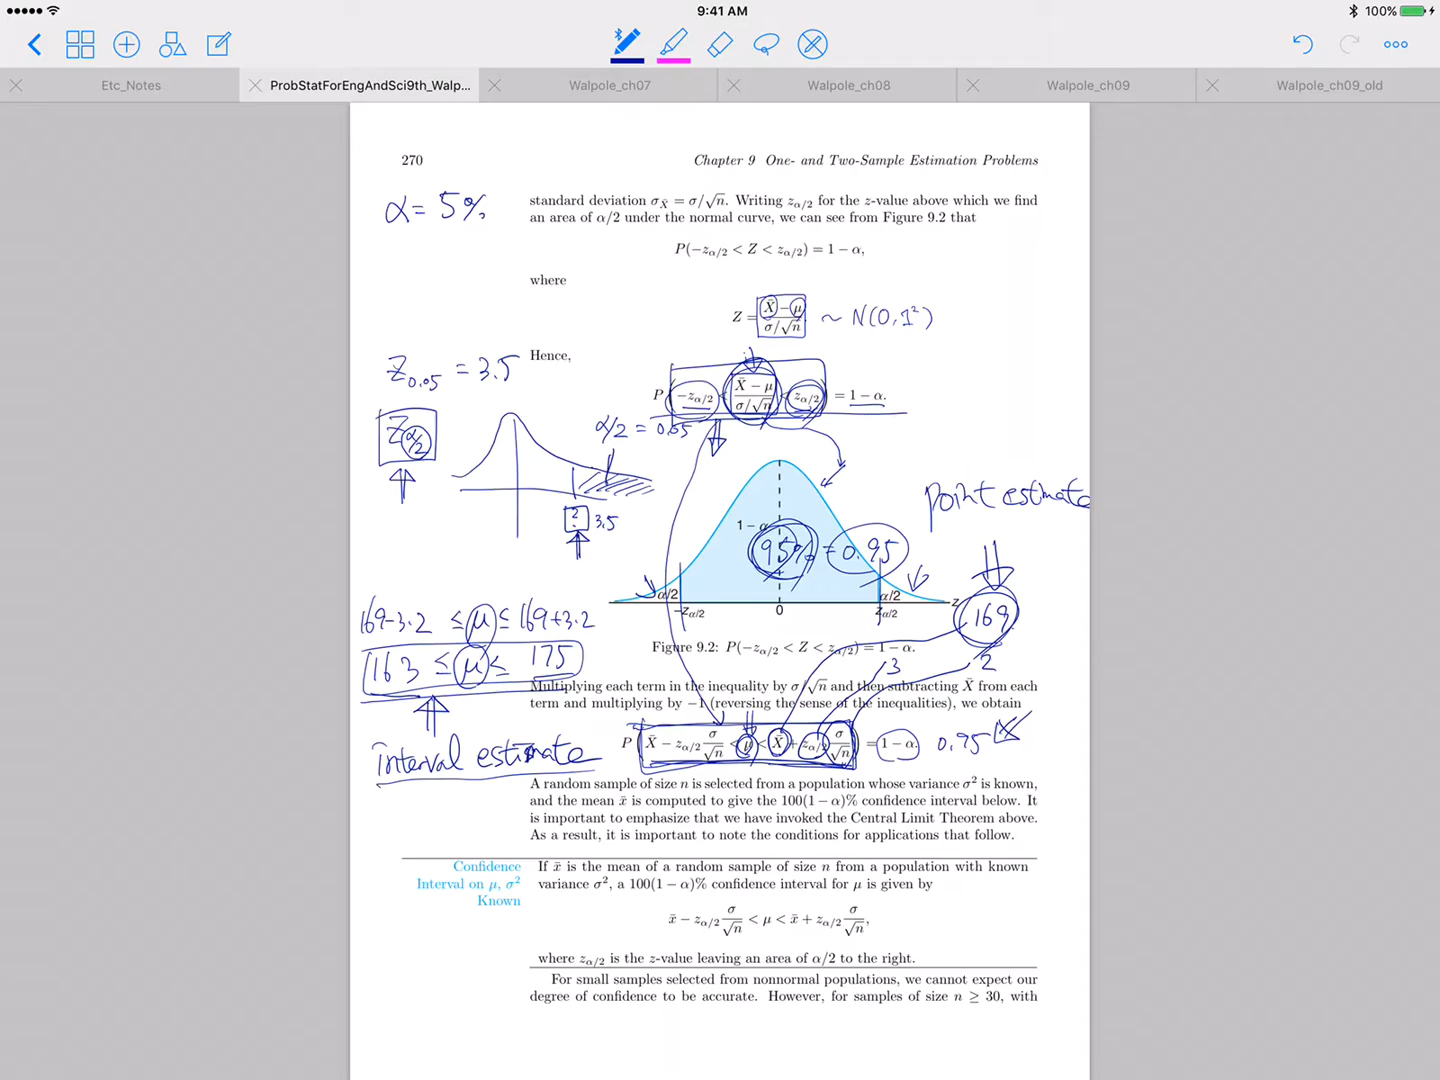 9:41 AM
100%
Etc_Notes
ProbStatForEngAndSci9th_Walp...
Walpole_ch07
Walpole_ch08
Walpole_ch09
Walpole_ch09_old
270
Chapter 9 One- and Two-Sample Estimation Problems
α = 5%
standard deviation σ_X̄ = σ/√n. Writing z_α/2 for the z-value above which we find
an area of α/2 under the normal curve, we can see from Figure 9.2 that
P(−z_α/2 < Z < z_α/2) = 1 − α,
where
Z = (X̄ − μ)/(σ/√n) ~ N(0, 1²)
Hence,
Z_0.05 = 3.5
P(−z_α/2 < (X̄ − μ)/(σ/√n) < z_α/2) = 1 − α.
Z_α/2
α/2 = 0.05
? 3.5
point estimate
1 − α
95% = 0.95
α/2
α/2
−z_α/2
0
z_α/2
z
169
169-3.2 ≤ μ ≤ 169+3.2
Figure 9.2: P(−z_α/2 < Z < z_α/2) = 1 − α.
163 ≤ μ ≤ 175
3
2
Multiplying each term in the inequality by σ/√n and then subtracting X̄ from each
term and multiplying by −1 (reversing the sense of the inequalities), we obtain
P(X̄ − z_α/2 σ/√n < μ < X̄ + z_α/2 σ/√n) = 1 − α.
0.95
interval estimate
A random sample of size n is selected from a population whose variance σ² is known,
and the mean x̄ is computed to give the 100(1 − α)% confidence interval below. It
is important to emphasize that we have invoked the Central Limit Theorem above.
As a result, it is important to note the conditions for applications that follow.
Confidence
Interval on μ, σ²
Known
If x̄ is the mean of a random sample of size n from a population with known
variance σ², a 100(1 − α)% confidence interval for μ is given by
x̄ − z_α/2 σ/√n < μ < x̄ + z_α/2 σ/√n,
where z_α/2 is the z-value leaving an area of α/2 to the right.
For small samples selected from nonnormal populations, we cannot expect our
degree of confidence to be accurate. However, for samples of size n ≥ 30, with